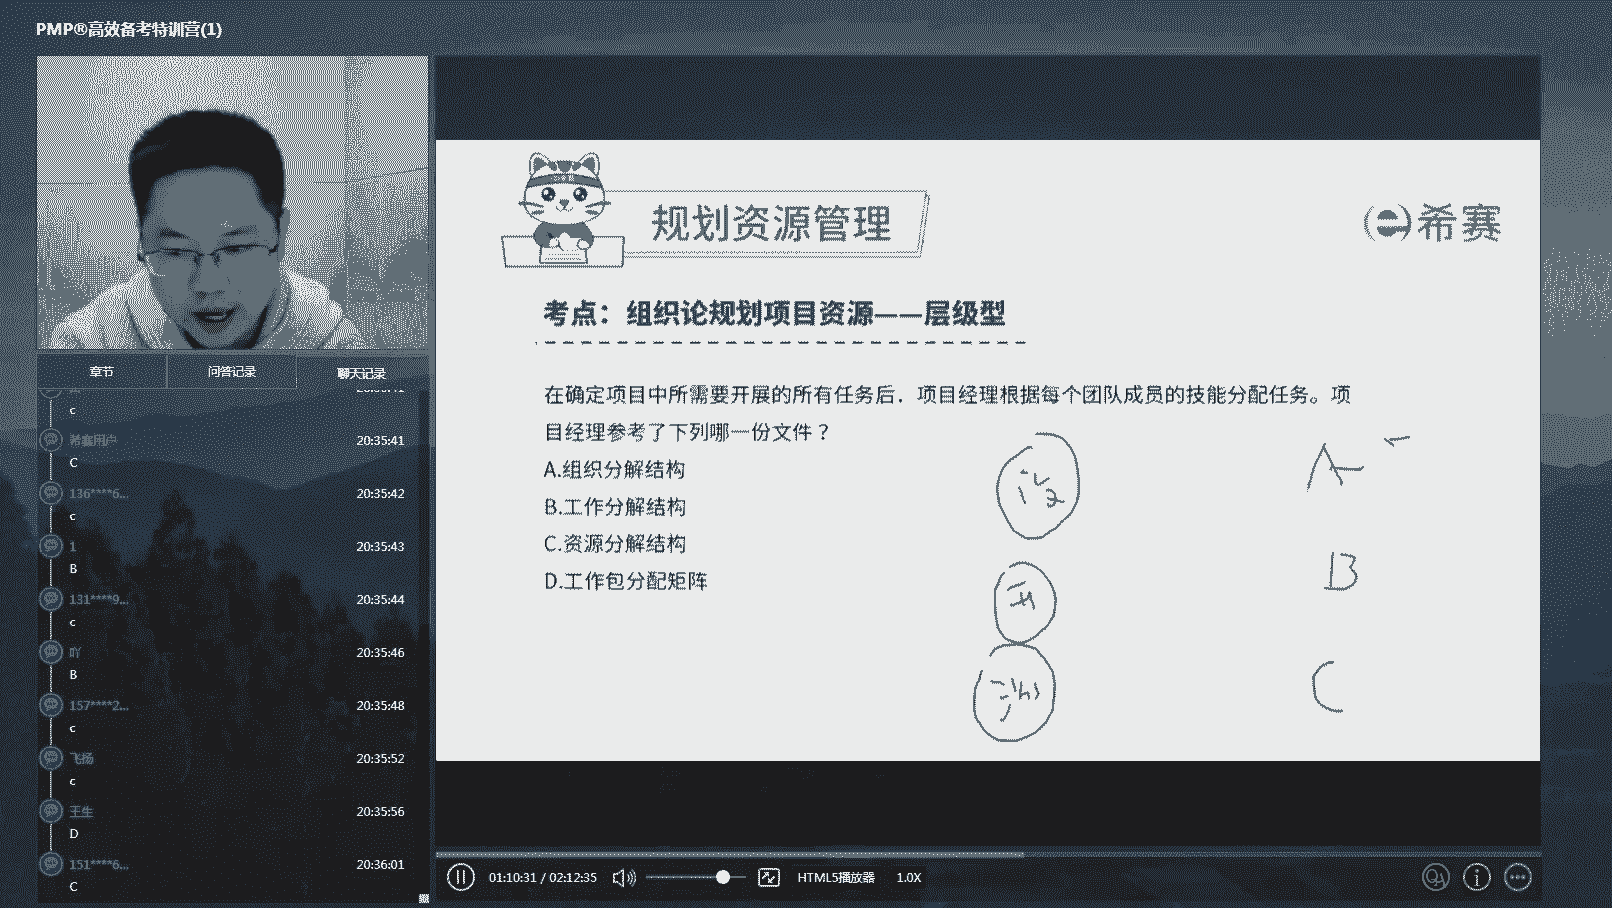 PMP®高效备考特训营(1)
章节
问答记录
聊天记录
c
希赛用户
20:35:41
C
136****6...
20:35:42
c
1
20:35:43
B
131****9...
20:35:44
c
吖
20:35:46
B
157****2...
20:35:48
c
飞扬
20:35:52
c
王生
20:35:56
D
151****6...
20:36:01
C
规划资源管理
希赛
考点：组织论规划项目资源——层级型
在确定项目中所需要开展的所有任务后．项目经理根据每个团队成员的技能分配任务。项
目经理参考了下列哪一份文件？
A.组织分解结构
B.工作分解结构
C.资源分解结构
D.工作包分配矩阵
A
B
C
01:10:31 / 02:12:35
HTML5播放器
1.0X